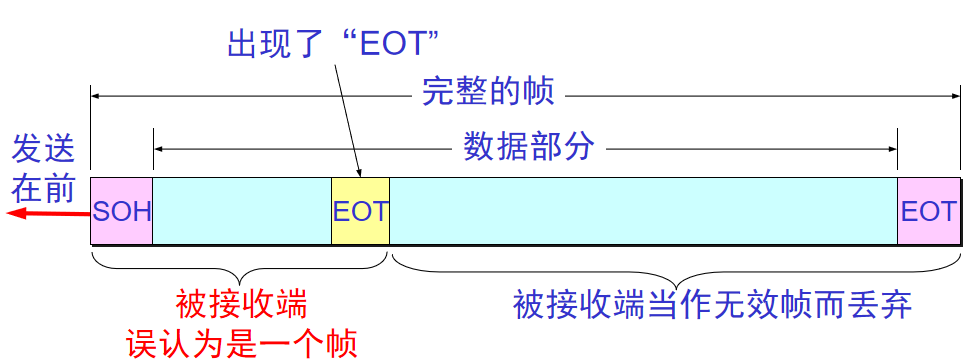 出现了“EOT”
完整的帧
数据部分
发送
在前
SOH
EOT
EOT
被接收端
误认为是一个帧
被接收端当作无效帧而丢弃